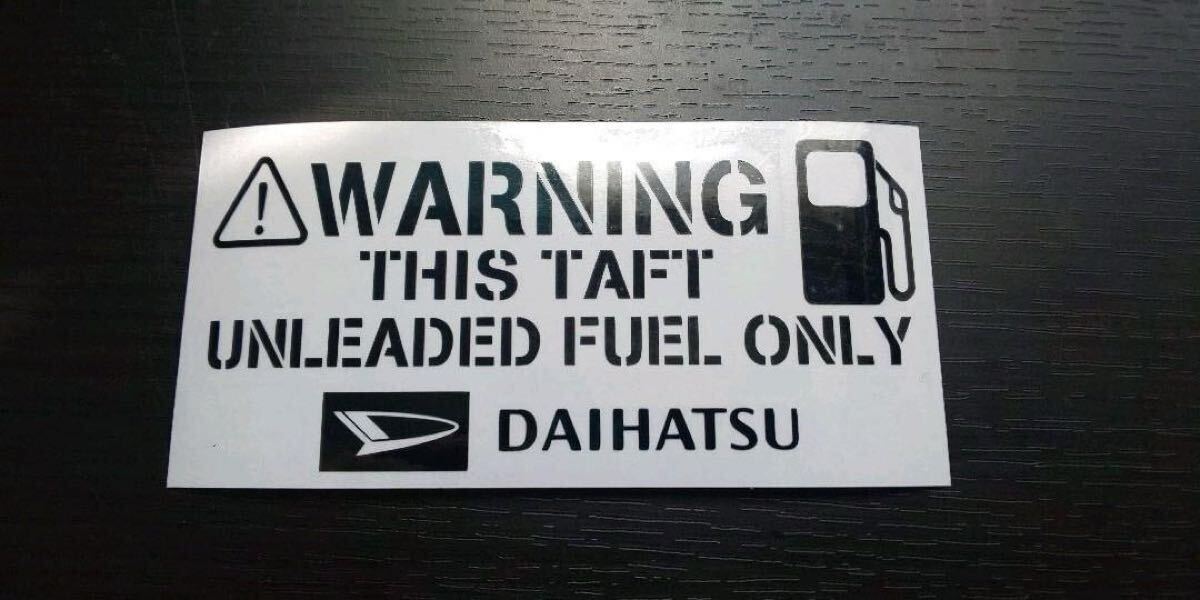 WARNING
THIS TAFT
UNLEADED FUEL ONLY
DAIHATSU